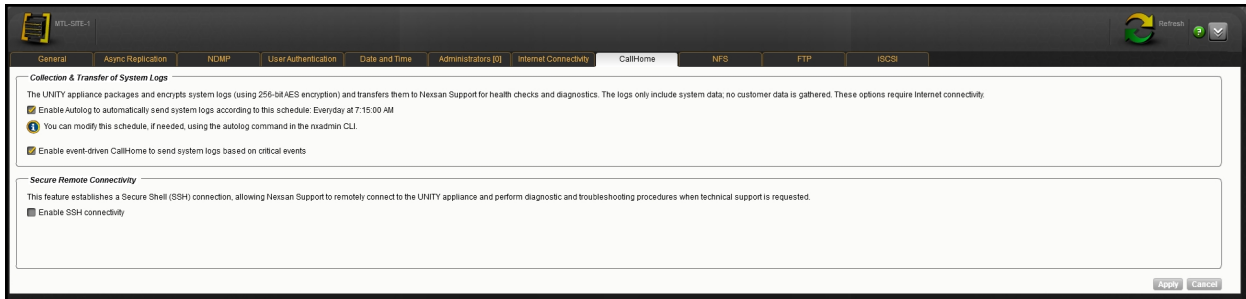 MTL-SITE-1
Refresh
General
Async Replication
NDMP
User Authentication
Date and Time
Administrators [0]
Internet Connectivity
CallHome
NFS
FTP
iSCSI
Collection & Transfer of System Logs
The UNITY appliance packages and encrypts system logs (using 256-bit AES encryption) and transfers them to Nexsan Support for health checks and diagnostics. The logs only include system data; no customer data is gathered. These options require Internet connectivity.
Enable Autolog to automatically send system logs according to this schedule: Everyday at 7:15:00 AM
You can modify this schedule, if needed, using the autolog command in the nxadmin CLI.
Enable event-driven CallHome to send system logs based on critical events
Secure Remote Connectivity
This feature establishes a Secure Shell (SSH) connection, allowing Nexsan Support to remotely connect to the UNITY appliance and perform diagnostic and troubleshooting procedures when technical support is requested.
Enable SSH connectivity
Apply
Cancel